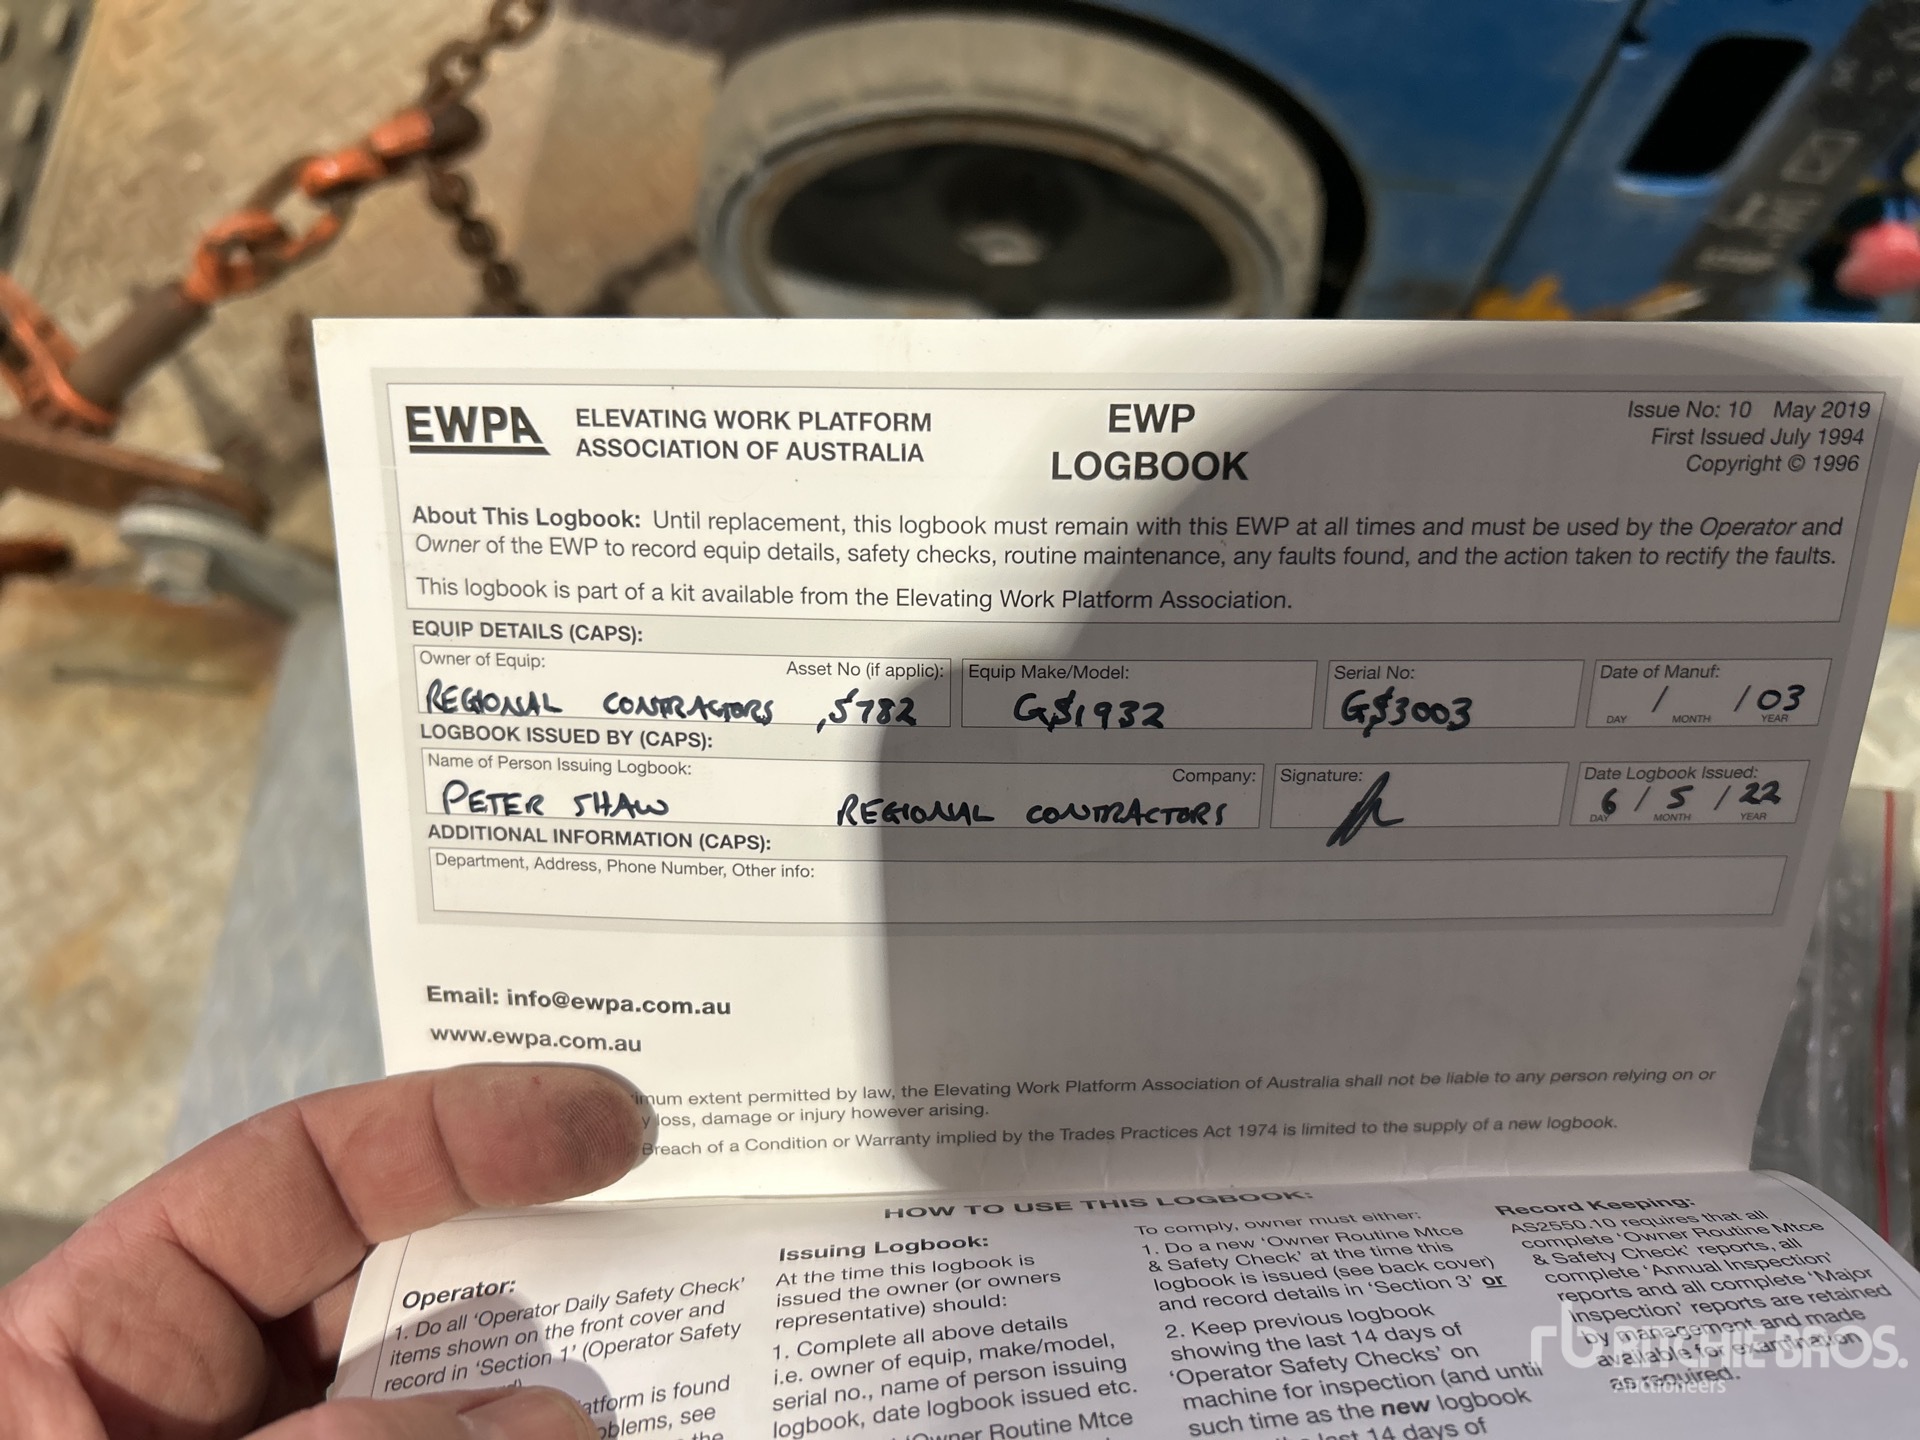 EWPA
ELEVATING WORK PLATFORM
ASSOCIATION OF AUSTRALIA
EWP
LOGBOOK
Issue No: 10 May 2019
First Issued July 1994
Copyright © 1996
About This Logbook: Until replacement, this logbook must remain with this EWP at all times and must be used by the Operator and
Owner of the EWP to record equip details, safety checks, routine maintenance, any faults found, and the action taken to rectify the faults.
This logbook is part of a kit available from the Elevating Work Platform Association.
EQUIP DETAILS (CAPS):
Owner of Equip: Asset No (if applic): Equip Make/Model: Serial No: Date of Manuf:
REGIONAL CONTRACTORS S782 GS1932 GS3003 / / 03
DAY MONTH YEAR
LOGBOOK ISSUED BY (CAPS):
Name of Person Issuing Logbook: Company: Signature: Date Logbook Issued:
PETER SHAW REGIONAL CONTRACTORS 6 / 5 / 22
DAY MONTH YEAR
ADDITIONAL INFORMATION (CAPS):
Department, Address, Phone Number, Other info:
Email: info@ewpa.com.au
www.ewpa.com.au
extent permitted by law, the Elevating Work Platform Association of Australia shall not be liable to any person relying on or
loss, damage or injury however arising.
Breach of a Condition or Warranty implied by the Trades Practices Act 1974 is limited to the supply of a new logbook.
HOW TO USE THIS LOGBOOK:
Operator:
1. Do all 'Operator Daily Safety Check'
items shown on the front cover and
record in 'Section 1' (Operator Safety
is found
see
the
Issuing Logbook:
At the time this logbook is
issued the owner (or owners
representative) should:
1. Complete all above details
i.e. owner of equip, make/model,
serial no., name of person issuing
logbook, date logbook issued etc.
Routine Mtce
To comply, owner must either:
1. Do a new 'Owner Routine Mtce
& Safety Check' at the time this
logbook is issued (see back cover)
and record details in 'Section 3' or
2. Keep previous logbook
showing the last 14 days of
'Operator Safety Checks' on
machine for inspection (and until
such time as the new logbook
last 14 days of
Record Keeping:
AS2550.10 requires that all
complete 'Owner Routine Mtce
& Safety Check' reports, all
complete 'Annual Inspection'
reports and all complete 'Major
Inspection' reports are retained
by management and made
available for examination
as required.
rb RITCHIE BROS.
Auctioneers